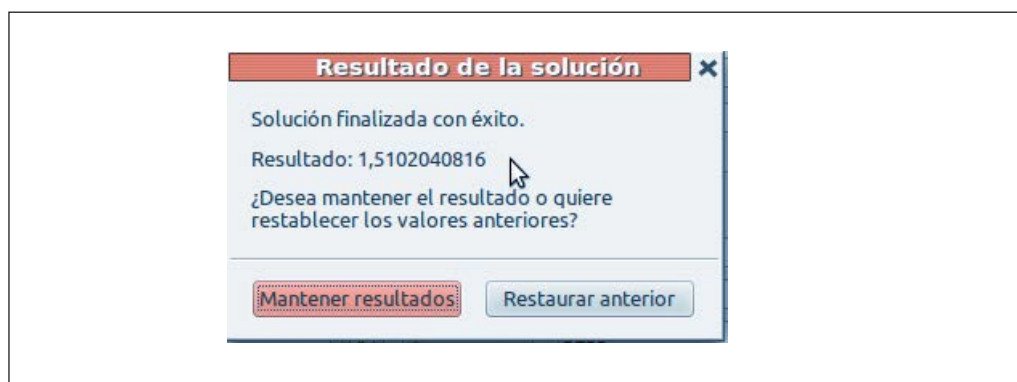 Resultado de la solución
Solución finalizada con éxito.
Resultado: 1,5102040816
¿Desea mantener el resultado o quiere
restablecer los valores anteriores?
Mantener resultados
Restaurar anterior